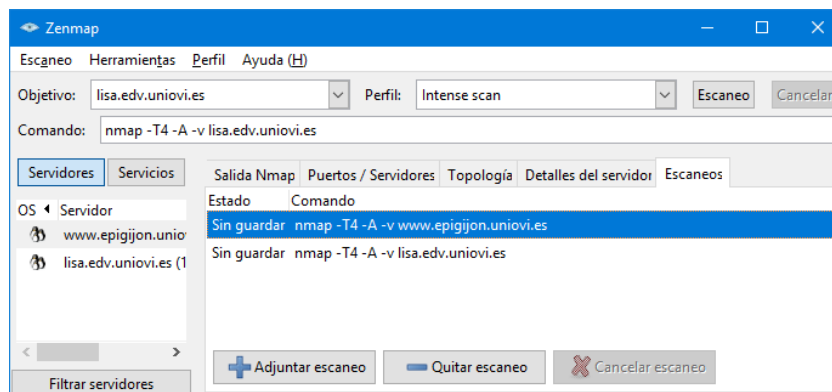 Zenmap
Escaneo Herramientas Perfil Ayuda (H)
Objetivo: lisa.edv.uniovi.es Perfil: Intense scan Escaneo Cancelar
Comando: nmap -T4 -A -v lisa.edv.uniovi.es
Servidores Servicios Salida Nmap Puertos / Servidores Topología Detalles del servidor Escaneos
Estado Comando
OS Servidor
Sin guardar nmap -T4 -A -v www.epigijon.uniovi.es
www.epigijon.unio
Sin guardar nmap -T4 -A -v lisa.edv.uniovi.es
lisa.edv.uniovi.es (1
Adjuntar escaneo Quitar escaneo Cancelar escaneo
Filtrar servidores